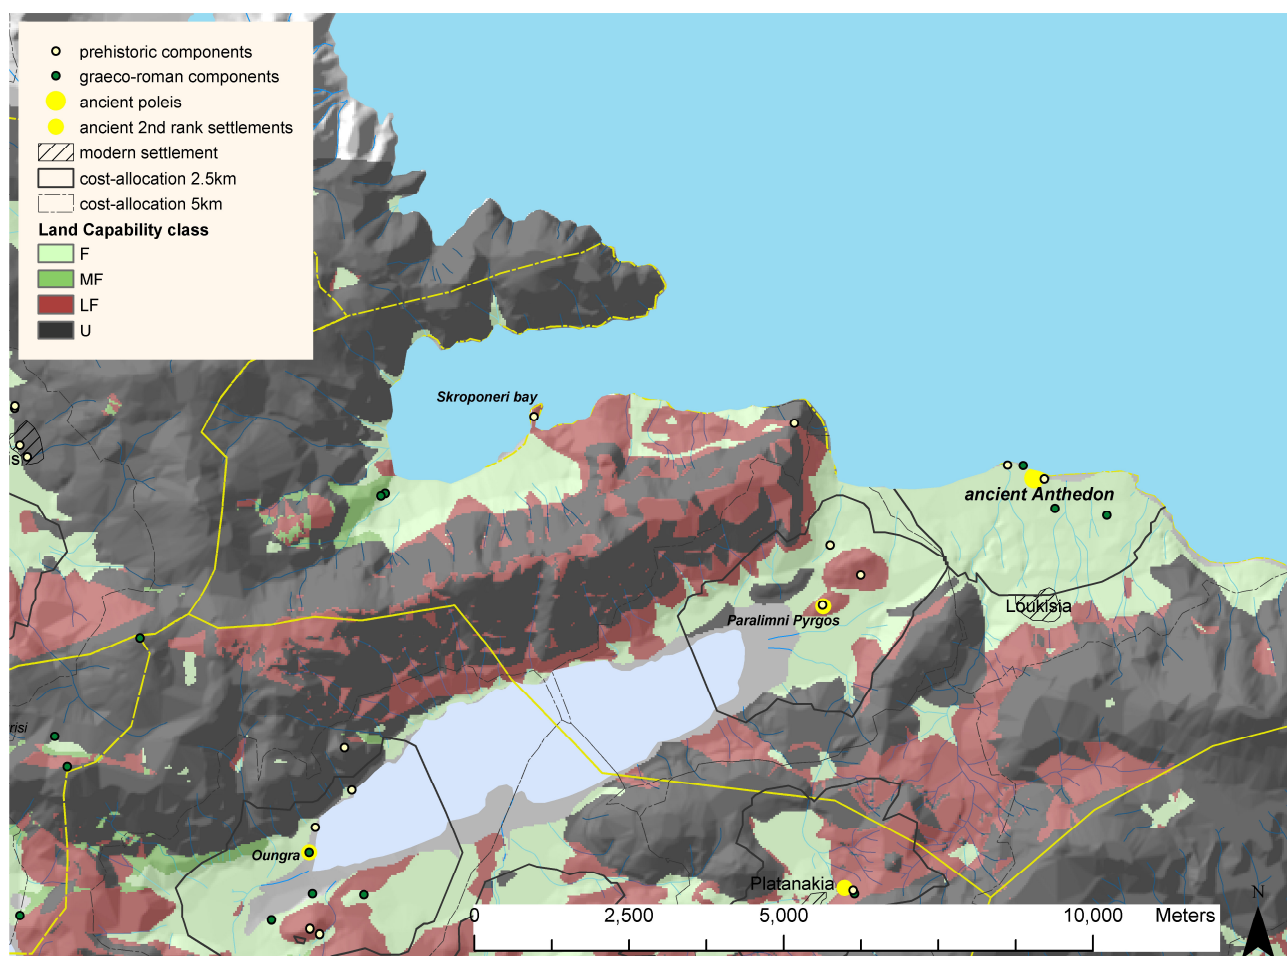 prehistoric components
graeco-roman components
ancient poleis
ancient 2nd rank settlements
modern settlement
cost-allocation 2.5km
cost-allocation 5km
Land Capability class
F
MF
LF
U
Skroponeri bay
ancient Anthedon
Loukisia
Paralimni Pyrgos
Oungra
Platanakia
0 2,500 5,000 10,000 Meters
N